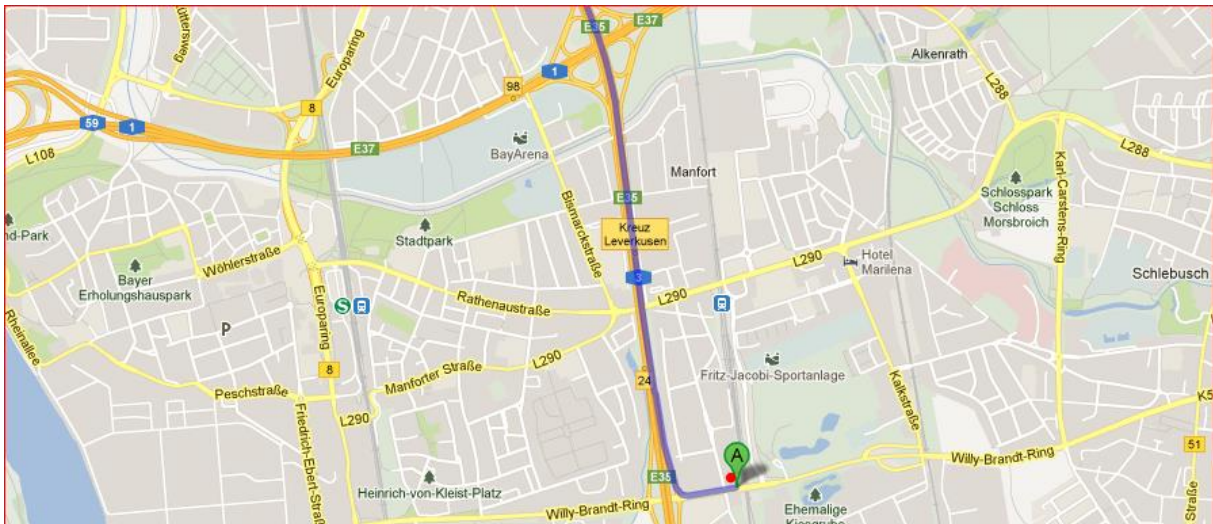 E35
E37
Alkenrath
Europaring
98
1
L288
8
59
1
E37
L108
BayArena
L288
Manfort
Karl-Carstens-Ring
Schlosspark
Schloss
Morsbroich
E35
Bismarckstraße
nd-Park
Stadtpark
Kreuz
Leverkusen
Wöhlerstraße
L290
Hotel
Marilena
Bayer
Erholungshauspark
3
Schlebusch
Rathenaustraße
L290
S
Europaring
Rheinallee
P
L290
Manforter Straße
Fritz-Jacobi-Sportanlage
8
24
Kalkstraße
Peschstraße
L290
K5
Friedrich-Ebert-Straß
51
A
Willy-Brandt-Ring
E35
Heinrich-von-Kleist-Platz
Willy-Brandt-Ring
Ehemalige
Straße